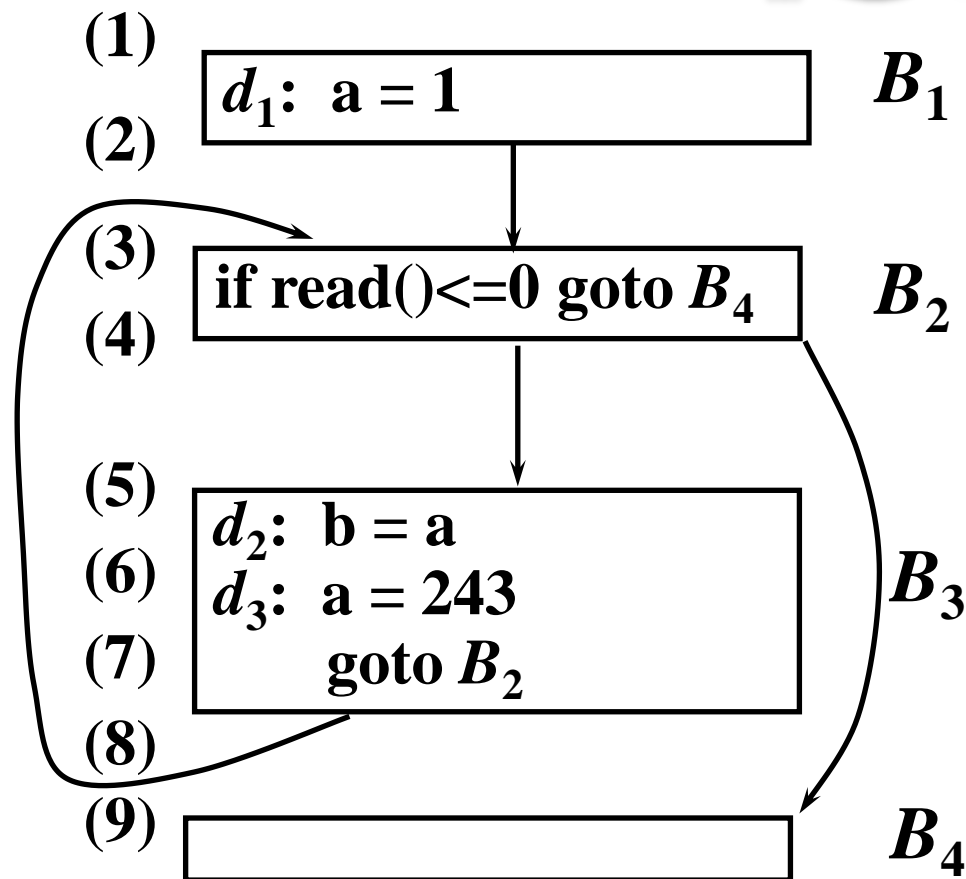 (1)
d₁: a = 1
B₁
(2)
(3)
if read()<=0 goto B₄
B₂
(4)
(5)
d₂: b = a
(6)
d₃: a = 243
B₃
(7)
goto B₂
(8)
(9)
B₄